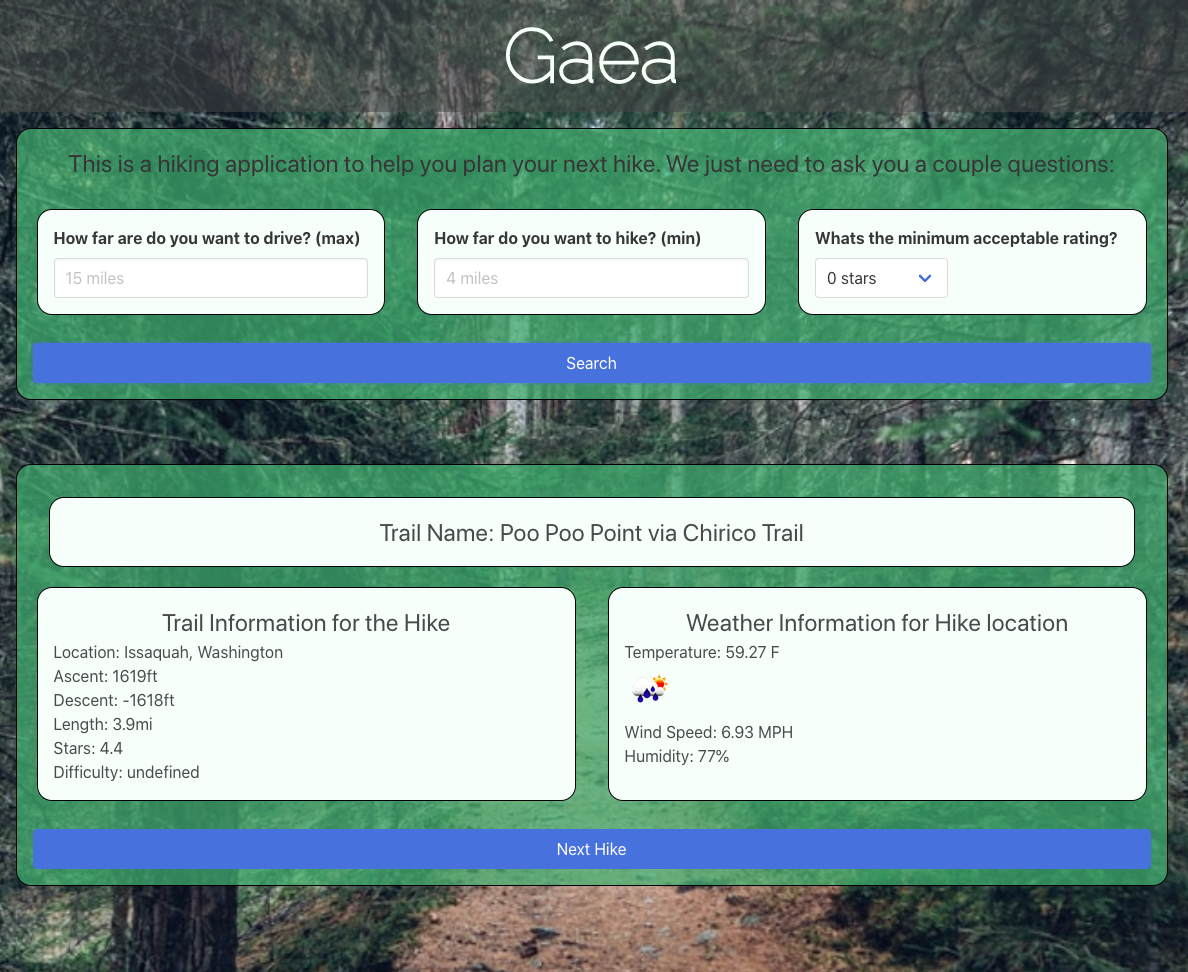 Gaea
This is a hiking application to help you plan your next hike. We just need to ask you a couple questions:
How far are do you want to drive? (max)
15 miles
How far do you want to hike? (min)
4 miles
Whats the minimum acceptable rating?
0 stars
Search
Trail Name: Poo Poo Point via Chirico Trail
Trail Information for the Hike
Location: Issaquah, Washington
Ascent: 1619ft
Descent: -1618ft
Length: 3.9mi
Stars: 4.4
Difficulty: undefined
Weather Information for Hike location
Temperature: 59.27 F
Wind Speed: 6.93 MPH
Humidity: 77%
Next Hike